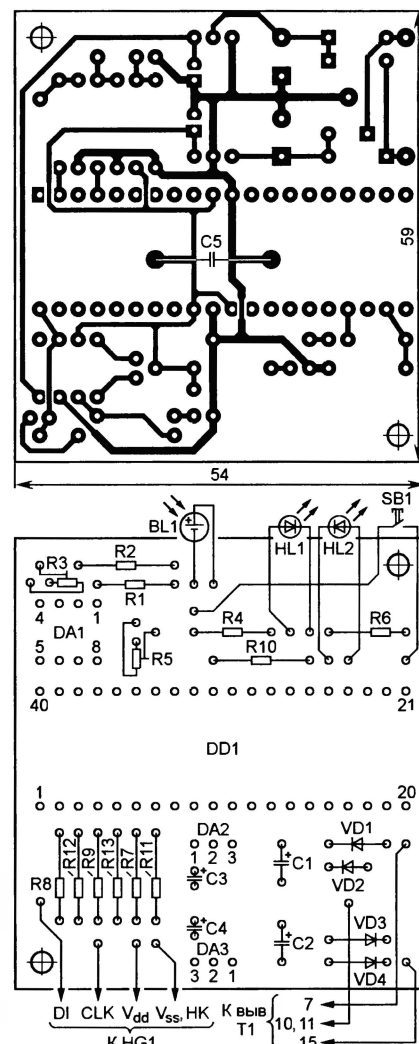 C5
59
54
SB1
BL1
HL1
HL2
R3
R2
R1
4
1
DA1
5
8
R5
R4
R6
R10
40
21
DD1
1
20
R8
R12
R9
R13
R7
R11
DA2
1 2 3
C3
C1
VD1
VD2
C4
C2
VD3
VD4
DA3
3 2 1
DI CLK Vdd Vss, HK
К HG1
К выв
T1
7
10, 11
15